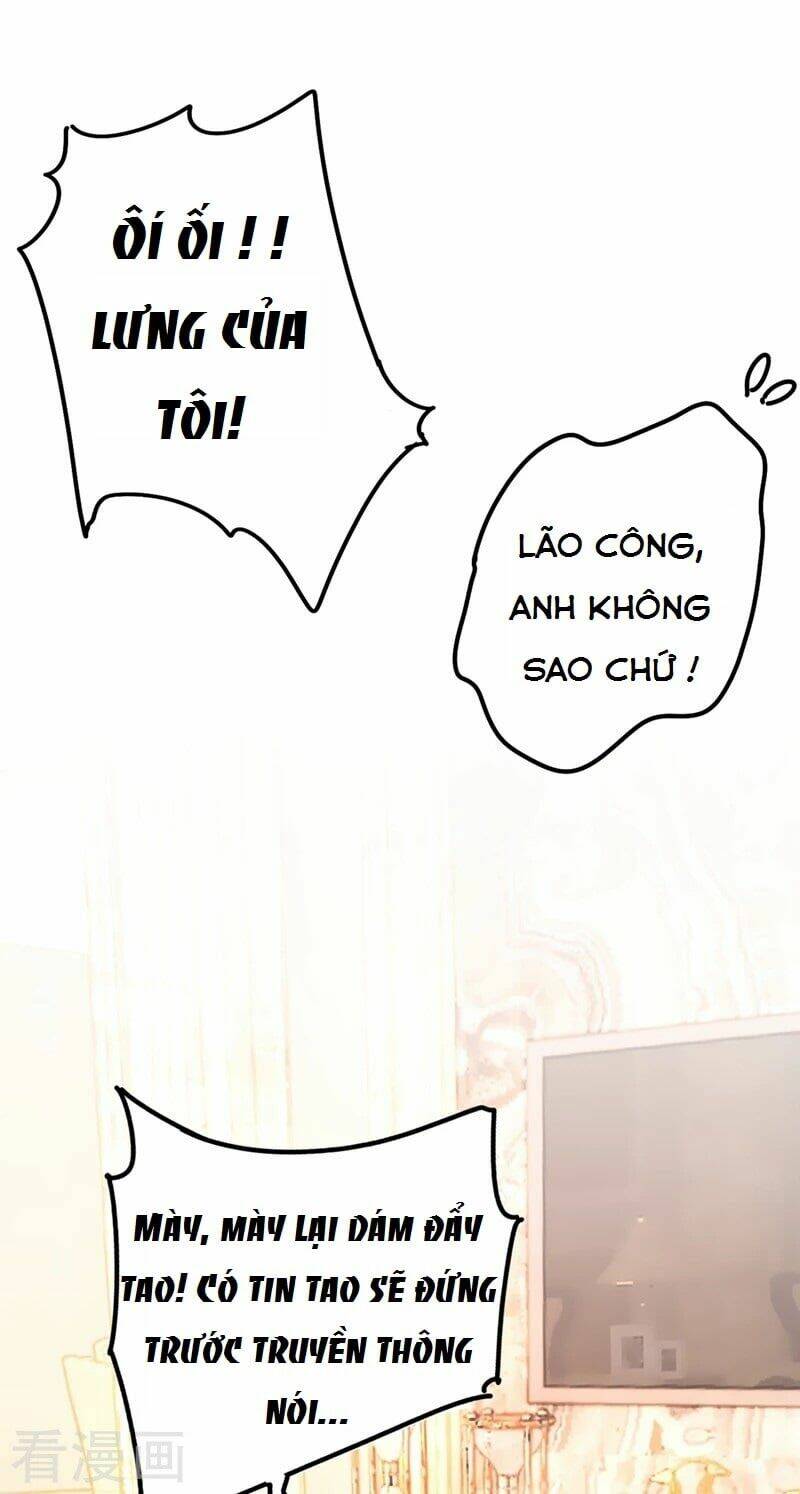 ÔÍ ỐI! !
LƯNG CỦA
TÔI!
LÃO CÔNG,
ANH KHÔNG
SAO CHỨ!
MÀY, MÀY LẠI DÁM ĐẨY
TAO! CÓ TIN TAO SẼ ĐỨNG
TRƯỚC TRUYỀN THÔNG
NÓI...
看漫画